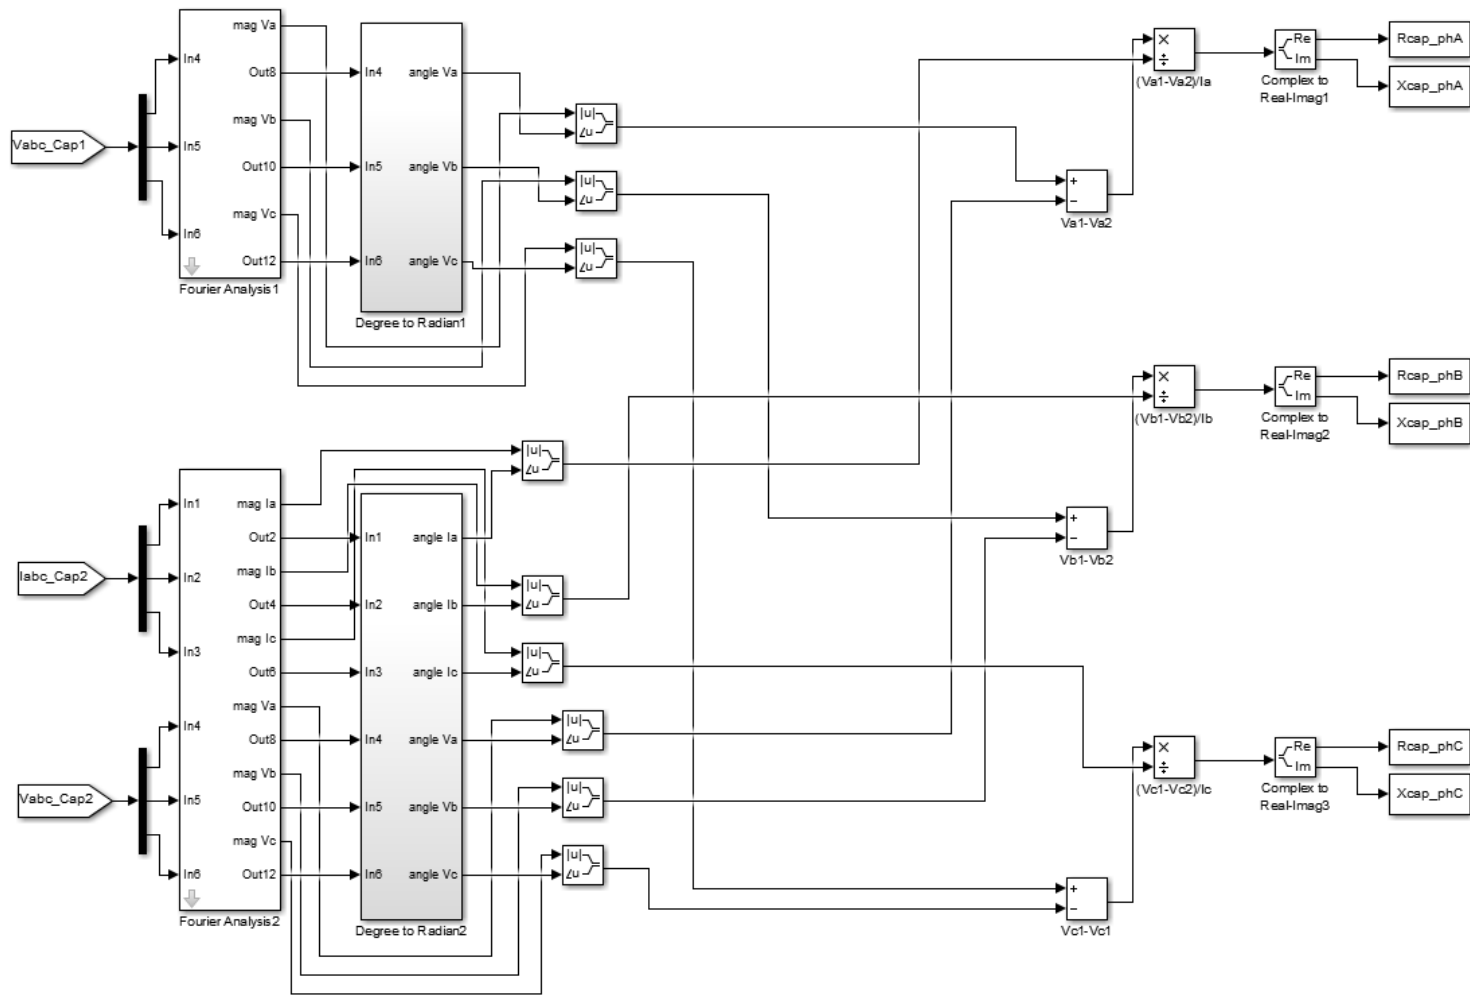 Vabc_Cap1
In4
In5
In6
mag Va
Out8
mag Vb
Out10
mag Vc
Out12
Fourier Analysis1
In4
In5
In6
angle Va
angle Vb
angle Vc
Degree to Radian1
|u|
∠u
|u|
∠u
|u|
∠u
+
−
Va1-Va2
×
÷
(Va1-Va2)/Ia
Re
Im
Complex to
Real-Imag1
Rcap_phA
Xcap_phA
×
÷
(Vb1-Vb2)/Ib
Re
Im
Complex to
Real-Imag2
Rcap_phB
Xcap_phB
+
−
Vb1-Vb2
Iabc_Cap2
Vabc_Cap2
In1
In2
In3
In4
In5
In6
mag Ia
Out2
mag Ib
Out4
mag Ic
Out6
mag Va
Out8
mag Vb
Out10
mag Vc
Out12
Fourier Analysis2
In1
In2
In3
In4
In5
In6
angle Ia
angle Ib
angle Ic
angle Va
angle Vb
angle Vc
Degree to Radian2
|u|
∠u
|u|
∠u
|u|
∠u
|u|
∠u
|u|
∠u
|u|
∠u
×
÷
(Vc1-Vc2)/Ic
Re
Im
Complex to
Real-Imag3
Rcap_phC
Xcap_phC
+
−
Vc1-Vc1